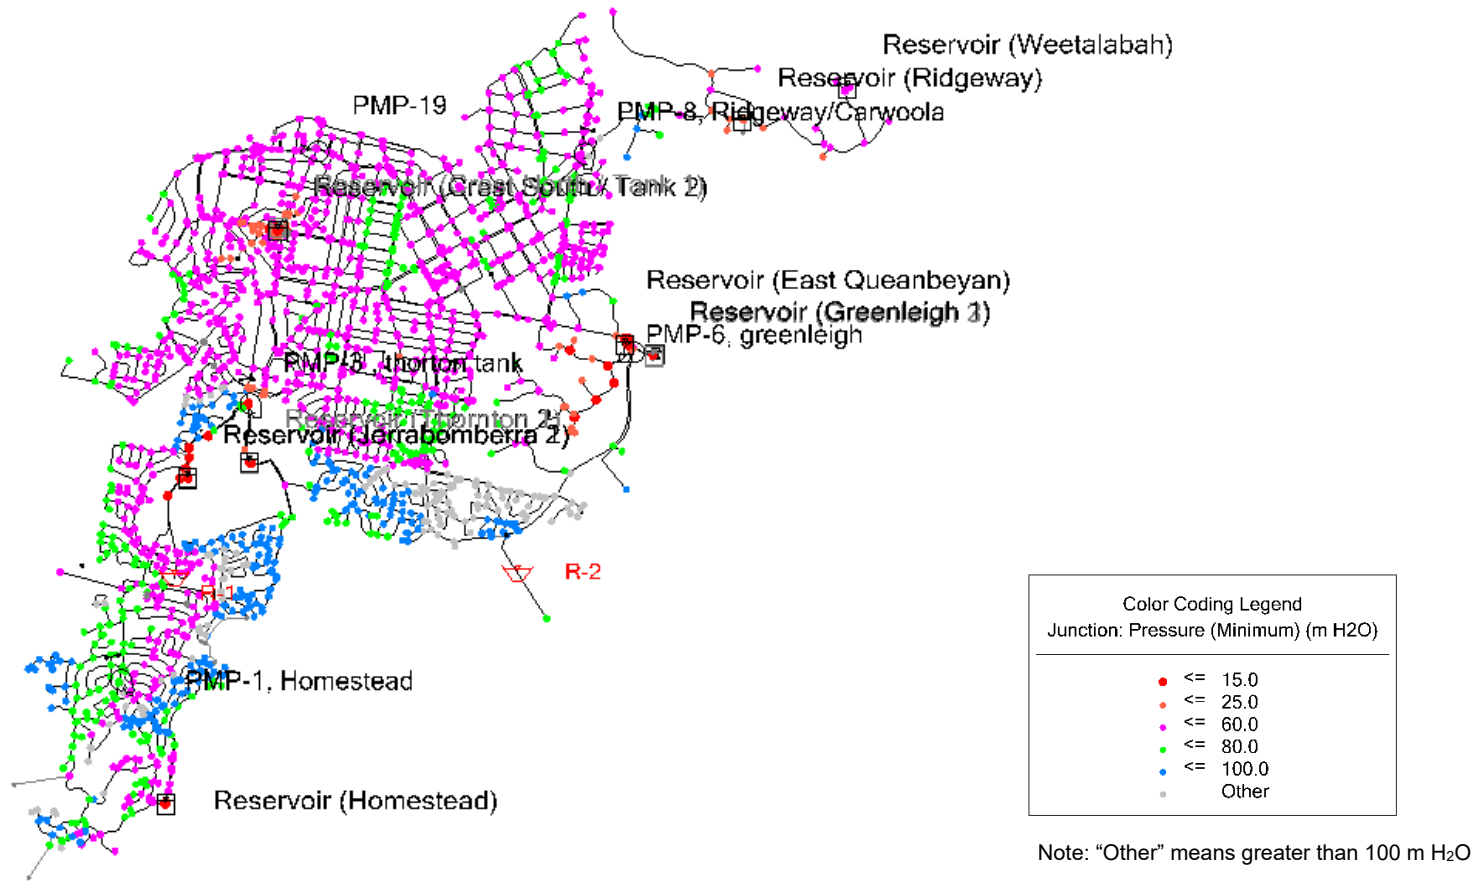 Reservoir (Weetalabah)
Reservoir (Ridgeway)
PMP-19
PMP-8, Ridgeway/Carwoola
Reservoir (Crest South / Tank 2)
Reservoir (East Queanbeyan)
Reservoir (Greenleigh
PMP-6, greenleigh
PMP-3, thorton tank
Reservoir (Thornton
Reservoir (Jerrabomberra 2)
R-2
R-1
PMP-1, Homestead
Reservoir (Homestead)
Color Coding Legend
Junction: Pressure (Minimum) (m H2O)
<= 15.0
<= 25.0
<= 60.0
<= 80.0
<= 100.0
Other
Note: “Other” means greater than 100 m H₂O